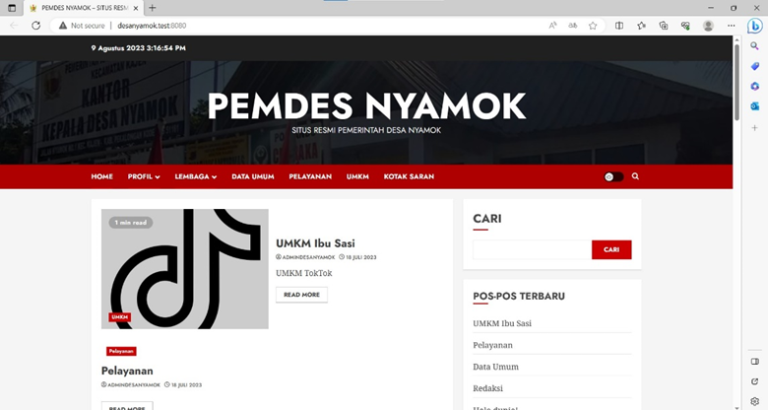 PEMDES NYAMOK – SITUS RESM
Not secure
desanyamok.test:8080
9 Agustus 2023 3:16:54 PM
KANTOR
KEPALA DESA NYAMOK
PEMDES NYAMOK
SITUS RESMI PEMERINTAH DESA NYAMOK
HOME PROFIL LEMBAGA DATA UMUM PELAYANAN UMKM KOTAK SARAN
1 min read
UMKM
UMKM Ibu Sasi
ADMINDESANYAMOK 18 JULI 2023
UMKM TokTok
READ MORE
Pelayanan
Pelayanan
ADMINDESANYAMOK 18 JULI 2023
READ MORE
CARI
CARI
POS-POS TERBARU
UMKM Ibu Sasi
Pelayanan
Data Umum
Redaksi